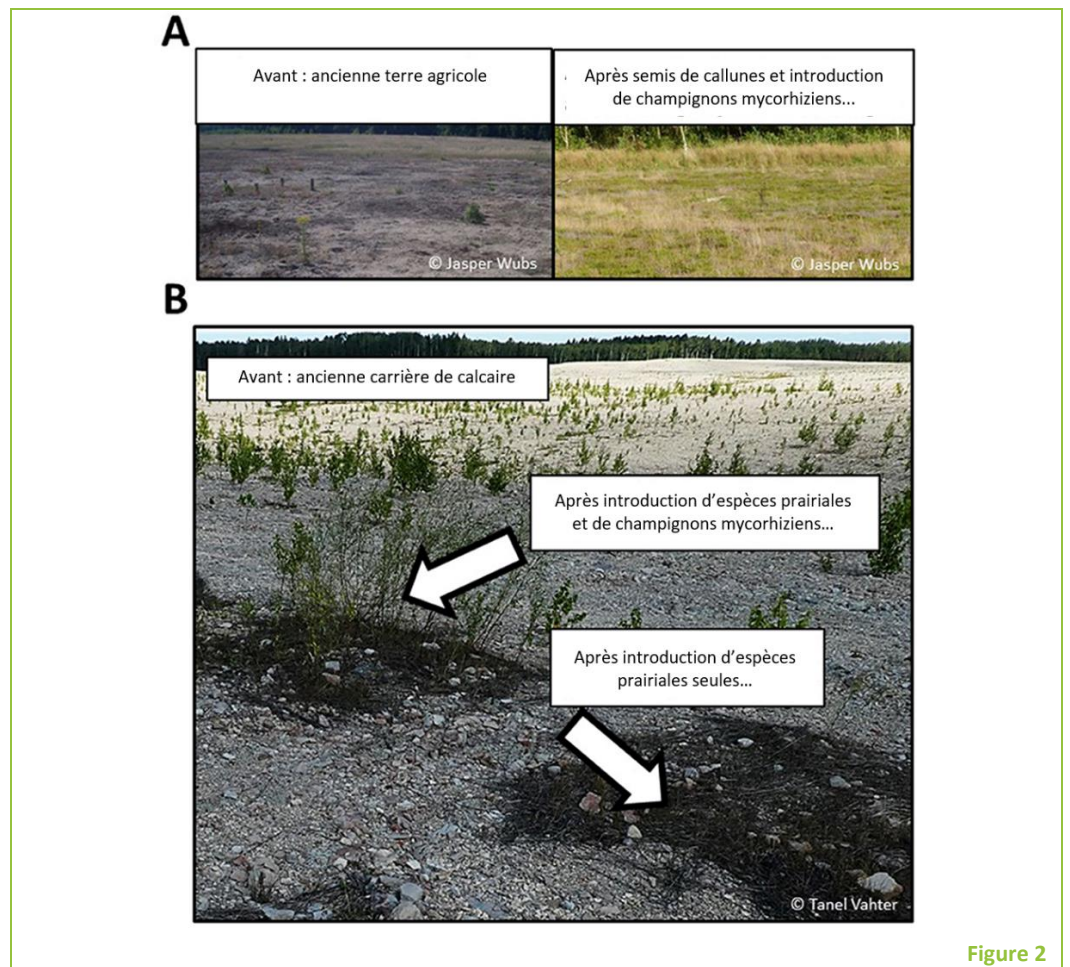 A
Avant : ancienne terre agricole
Après semis de callunes et introduction
de champignons mycorhiziens...
© Jasper Wubs
© Jasper Wubs
B
Avant : ancienne carrière de calcaire
Après introduction d'espèces prairiales
et de champignons mycorhiziens...
Après introduction d'espèces
prairiales seules...
© Tanel Vahter
Figure 2